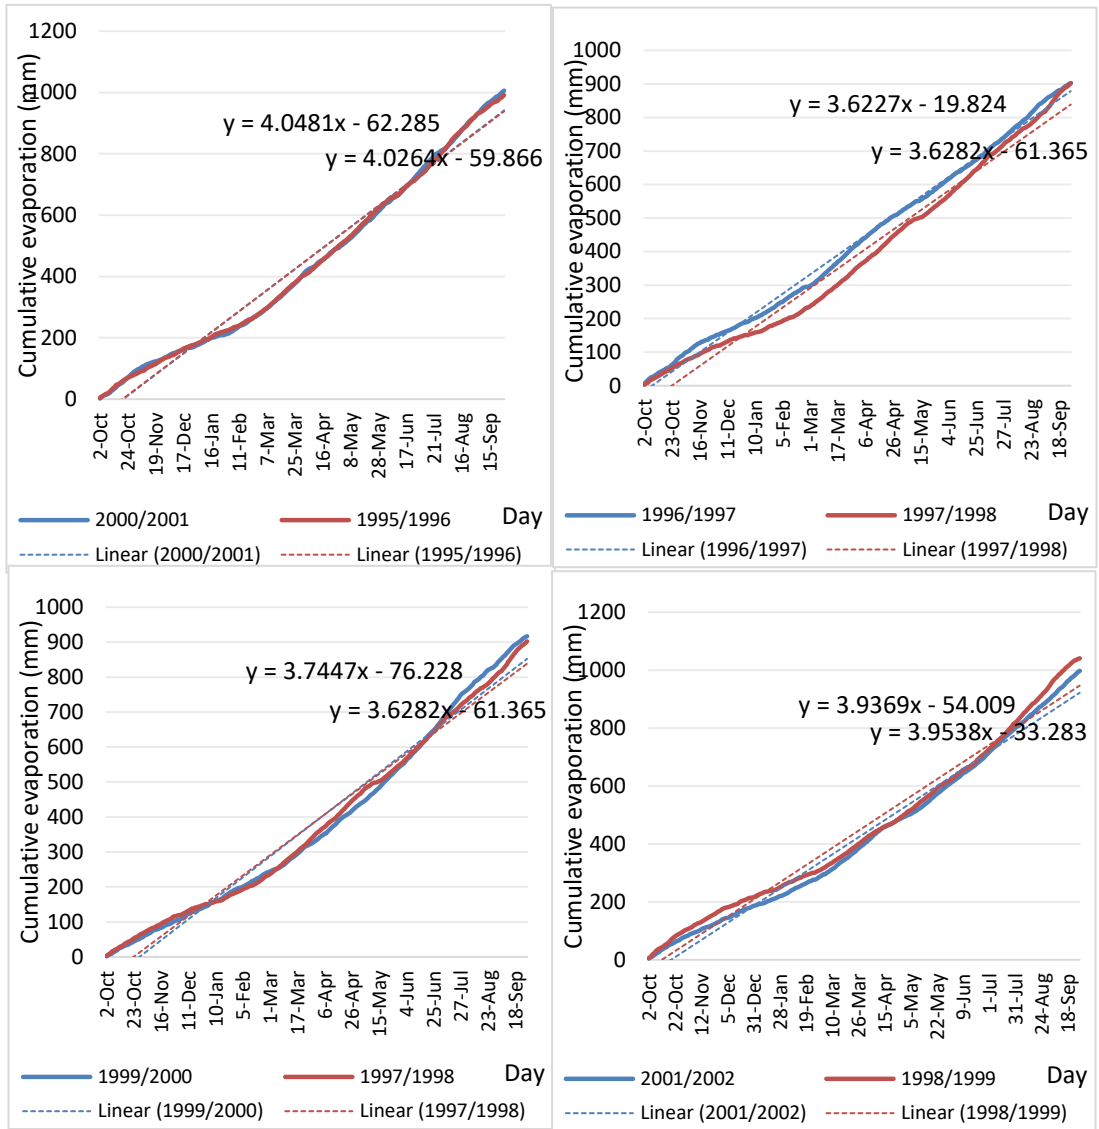 Cumulative evaporation (mm)
1200
1000
800
600
400
200
0
y = 4.0481x - 62.285
y = 4.0264x - 59.866
2-Oct
24-Oct
19-Nov
17-Dec
16-Jan
11-Feb
7-Mar
25-Mar
16-Apr
8-May
28-May
17-Jun
21-Jul
16-Aug
15-Sep
Day
2000/2001
1995/1996
Linear (2000/2001)
Linear (1995/1996)
Cumulative evaporation (mm)
1000
900
800
700
600
500
400
300
200
100
0
y = 3.6227x - 19.824
y = 3.6282x - 61.365
2-Oct
23-Oct
16-Nov
11-Dec
10-Jan
5-Feb
1-Mar
17-Mar
6-Apr
26-Apr
15-May
4-Jun
25-Jun
27-Jul
23-Aug
18-Sep
Day
1996/1997
1997/1998
Linear (1996/1997)
Linear (1997/1998)
Cumulative evaporation (mm)
1000
900
800
700
600
500
400
300
200
100
0
y = 3.7447x - 76.228
y = 3.6282x - 61.365
2-Oct
23-Oct
16-Nov
11-Dec
10-Jan
5-Feb
1-Mar
17-Mar
6-Apr
26-Apr
15-May
4-Jun
25-Jun
27-Jul
23-Aug
18-Sep
Day
1999/2000
1997/1998
Linear (1999/2000)
Linear (1997/1998)
Cumulative evaporation (mm)
1200
1000
800
600
400
200
0
y = 3.9369x - 54.009
y = 3.9538x - 33.283
2-Oct
22-Oct
12-Nov
5-Dec
31-Dec
28-Jan
18-Feb
10-Mar
26-Mar
15-Apr
5-May
22-May
9-Jun
1-Jul
31-Jul
24-Aug
18-Sep
Day
2001/2002
1998/1999
Linear (2001/2002)
Linear (1998/1999)